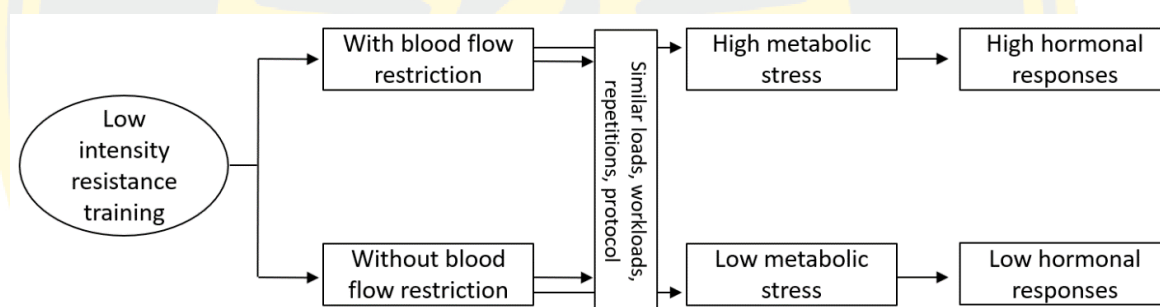 Low
intensity
resistance
training
With blood flow
restriction
Without blood
flow restriction
Similar loads, workloads,
repetitions, protocol
High metabolic
stress
Low metabolic
stress
High hormonal
responses
Low hormonal
responses